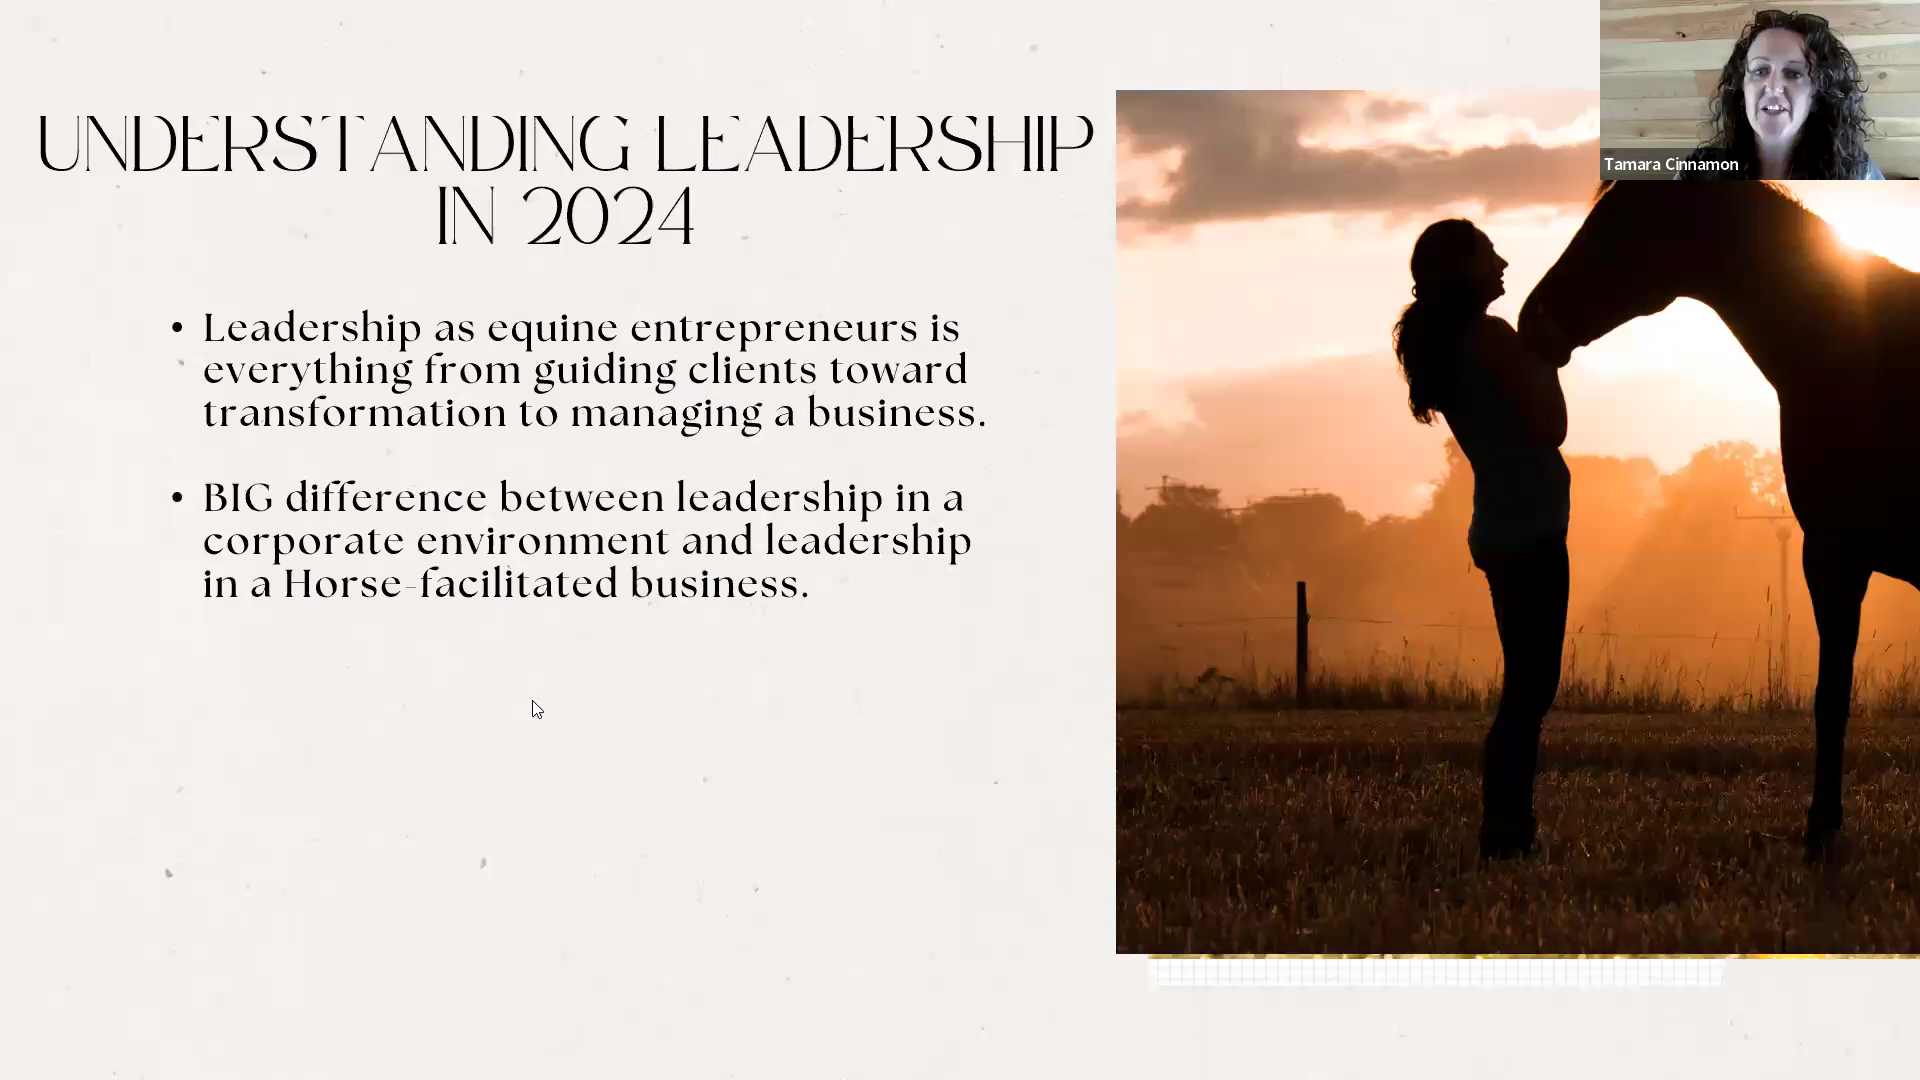 UNDERSTANDING LEADERSHIP
IN 2024
• Leadership as equine entrepreneurs is
everything from guiding clients toward
transformation to managing a business.
• BIG difference between leadership in a
corporate environment and leadership
in a Horse-facilitated business.
Tamara Cinnamon